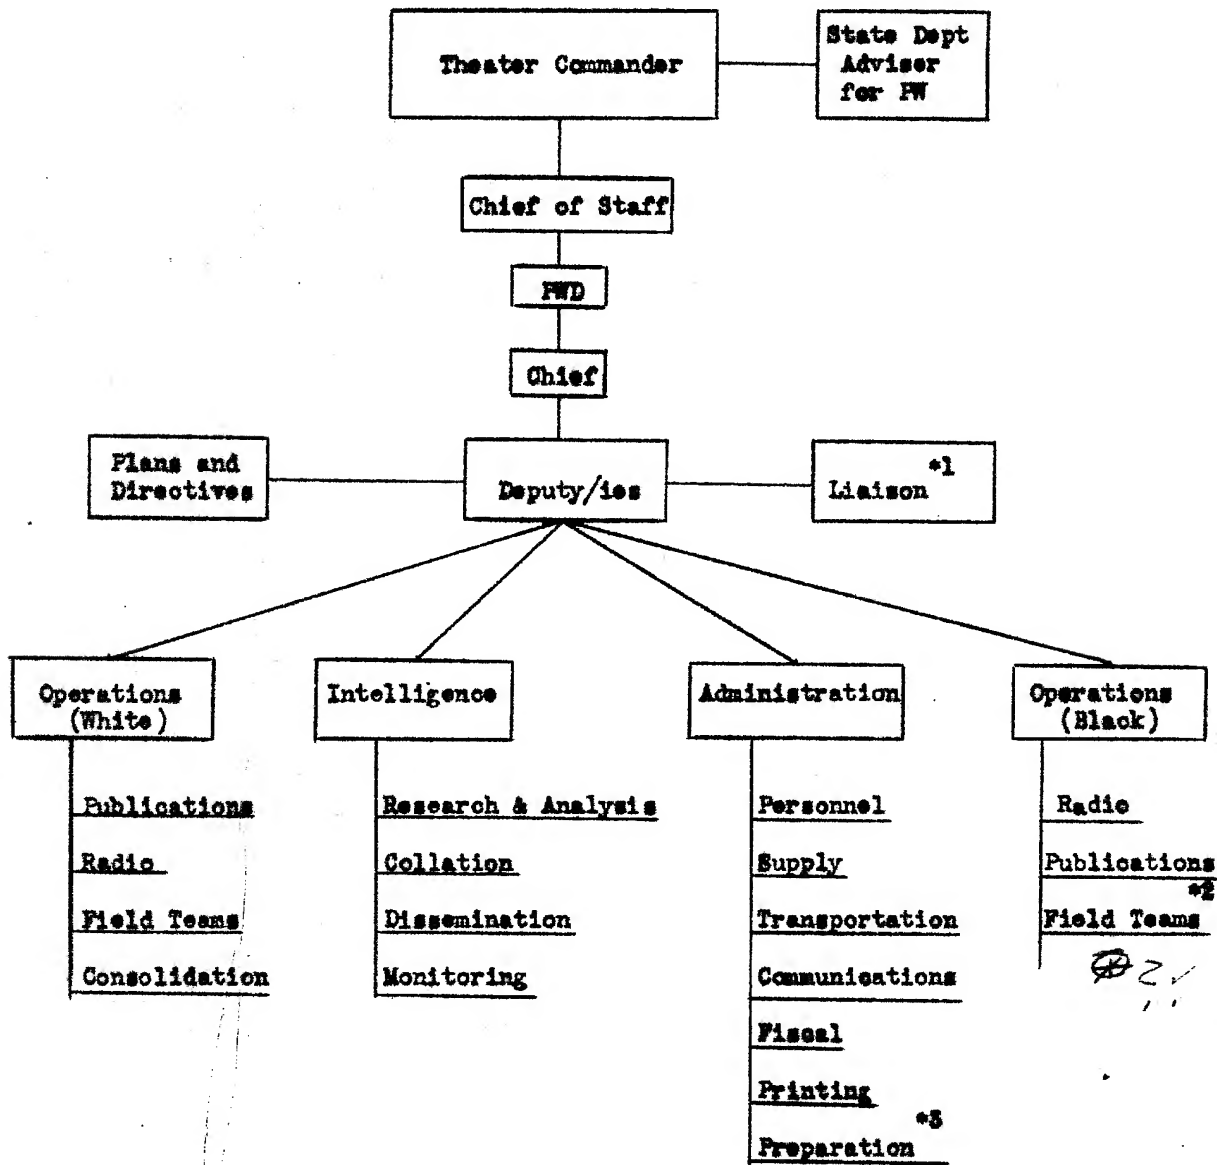 Theater Commander
State Dept
Adviser
for PW
Chief of Staff
PWD
Chief
Plans and
Directives
Deputy/ies
*1
Liaison
Operations
(White)
Intelligence
Administration
Operations
(Black)
Publications
Radio
Field Teams
Consolidation
Research & Analysis
Collation
Dissemination
Monitoring
Personnel
Supply
Transportation
Communications
Fiscal
Printing
*3
Preparation
Radio
Publications
*2
Field Teams